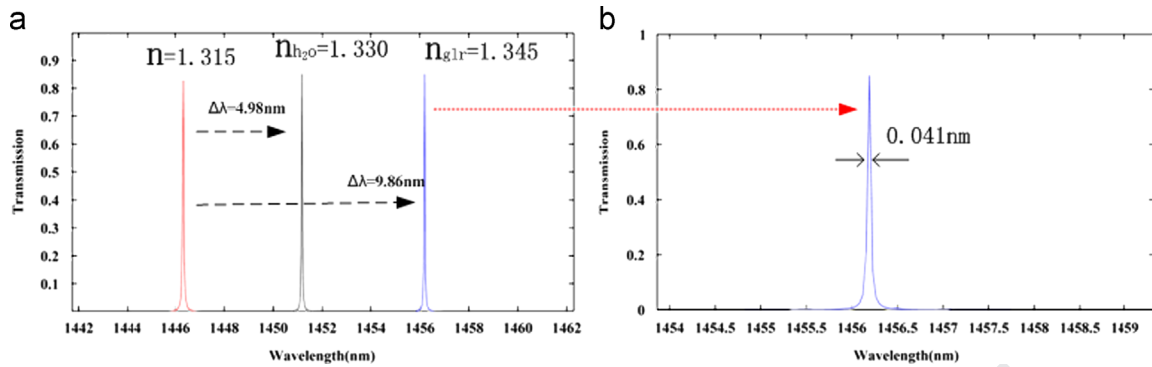 a
n=1.315
nh₂o=1.330
nglr=1.345
Δλ=4.98nm
Δλ=9.86nm
Transmission
0.9
0.8
0.7
0.6
0.5
0.4
0.3
0.2
0.1
1442 1444 1446 1448 1450 1452 1454 1456 1458 1460 1462
Wavelength(nm)
b
0.041nm
Transmission
1
0.8
0.6
0.4
0.2
0
1454 1454.5 1455 1455.5 1456 1456.5 1457 1457.5 1458 1458.5 1459
Wavelength(nm)